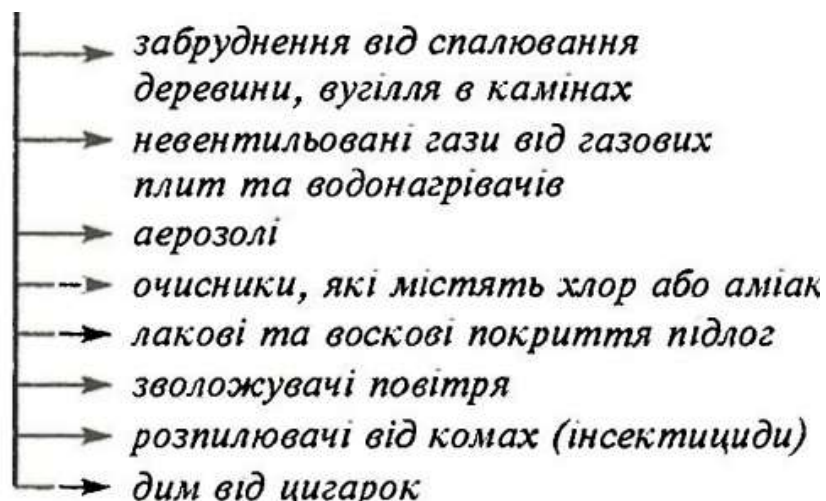 забруднення від спалювання
деревини, вугілля в камінах
невентильовані гази від газових
плит та водонагрівачів
аерозолі
очисники, які містять хлор або аміак
лакові та воскові покриття підлог
зволожувачі повітря
розпилювачі від комах (інсектициди)
дим від цигарок